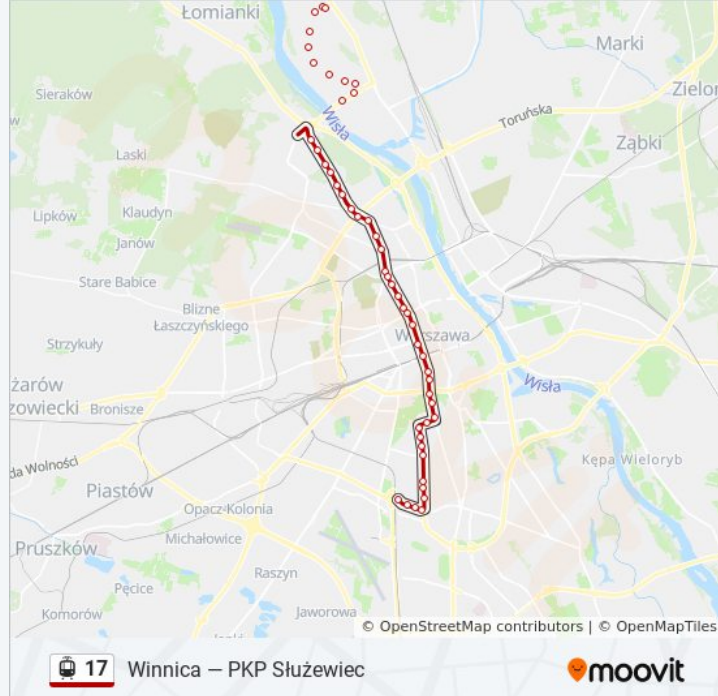 Łomianki
Marki
Sieraków
Zielon
Wisła
Toruńska
Ząbki
Laski
Lipków
Klaudyn
Janów
Stare Babice
Blizne
Łaszczyńskiego
Strzykuły
Warszawa
żarów
zowiecki
Bronisze
Wisła
da Wolności
Kępa Wieloryb
Piastów
Opacz-Kolonia
Michałowice
Pruszków
Raszyn
Pęcice
Komorów
Jaworowa
© OpenStreetMap contributors | © OpenMapTiles
17 Winnica — PKP Służewiec
moovit